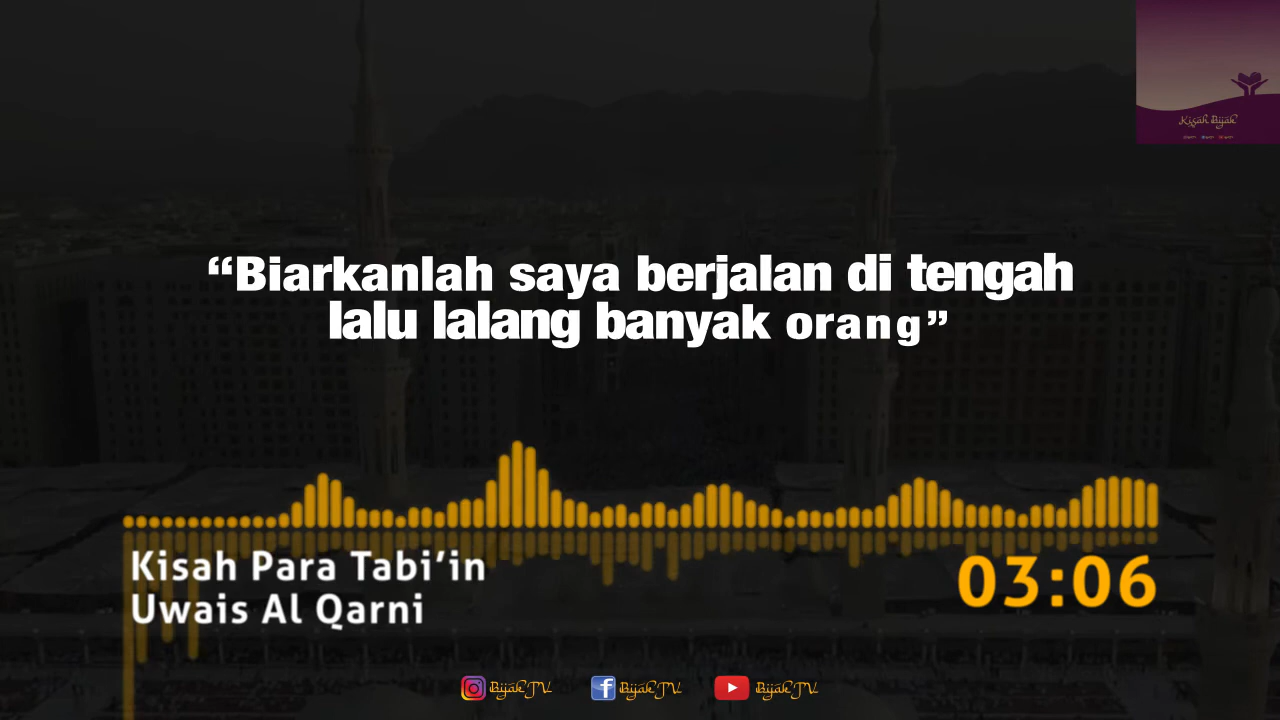 Kisah Bijak
“Biarkanlah saya berjalan di tengah
lalu lalang banyak orang”
Kisah Para Tabi’in
Uwais Al Qarni
03:06
BijakTV
BijakTV
BijakTV